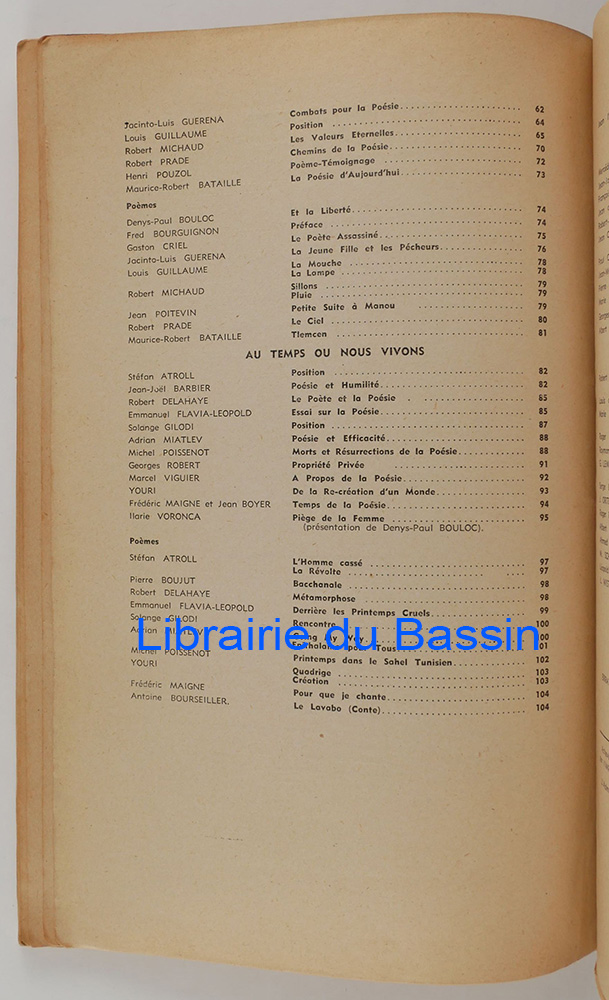 Jacinto-Luis GUERENA Combats pour la Poésie 62
Louis GUILLAUME Position 64
Robert MICHAUD Les Valeurs Eternelles 65
Robert PRADE Chemins de la Poésie 70
Henri POUZOL Poème-Témoignage 72
Maurice-Robert BATAILLE La Poésie d'Aujourd'hui 73
Poèmes
Denys-Paul BOULOC Et la Liberté 74
Fred BOURGUIGNON Préface 74
Gaston CRIEL Le Poète Assassiné 75
Jacinto-Luis GUERENA La Jeune Fille et les Pécheurs 76
Louis GUILLAUME La Mouche 78
La Lampe 78
Robert MICHAUD Sillons 79
Pluie 79
Jean POITEVIN Petite Suite à Manou 79
Robert PRADE Le Ciel 80
Maurice-Robert BATAILLE Tlemcen 81
AU TEMPS OU NOUS VIVONS
Stéfan ATROLL Position 82
Jean-Joël BARBIER Poésie et Humilité 82
Robert DELAHAYE Le Poète et la Poésie 85
Emmanuel FLAVIA-LEOPOLD Essai sur la Poésie 85
Solange GILODI Position 87
Adrian MIATLEV Poésie et Efficacité 88
Michel POISSENOT Morts et Résurrections de la Poésie 88
Georges ROBERT Propriété Privée 91
Marcel VIGUIER A Propos de la Poésie 92
YOURI De la Re-création d'un Monde 93
Frédéric MAIGNE et Jean BOYER Temps de la Poésie 94
Ilarie VORONCA Piège de la Femme 95
(présentation de Denys-Paul BOULOC).
Poèmes
Stéfan ATROLL L'Homme cassé 97
La Révolte 97
Pierre BOUJUT Bacchanale 98
Robert DELAHAYE Métamorphose 98
Emmanuel FLAVIA-LEOPOLD Derrière les Printemps Cruels 99
Solange GILODI Rencontre 100
Adrian MIATLEV Going My Way 100
Michel POISSENOT Epithalame pour Tous 101
YOURI Printemps dans le Sahel Tunisien 102
Quadrige 103
Frédéric MAIGNE Création 103
Antoine BOURSEILLER. Pour que je chante 104
Le Lavabo (Conte) 104
Librairie du Bassin